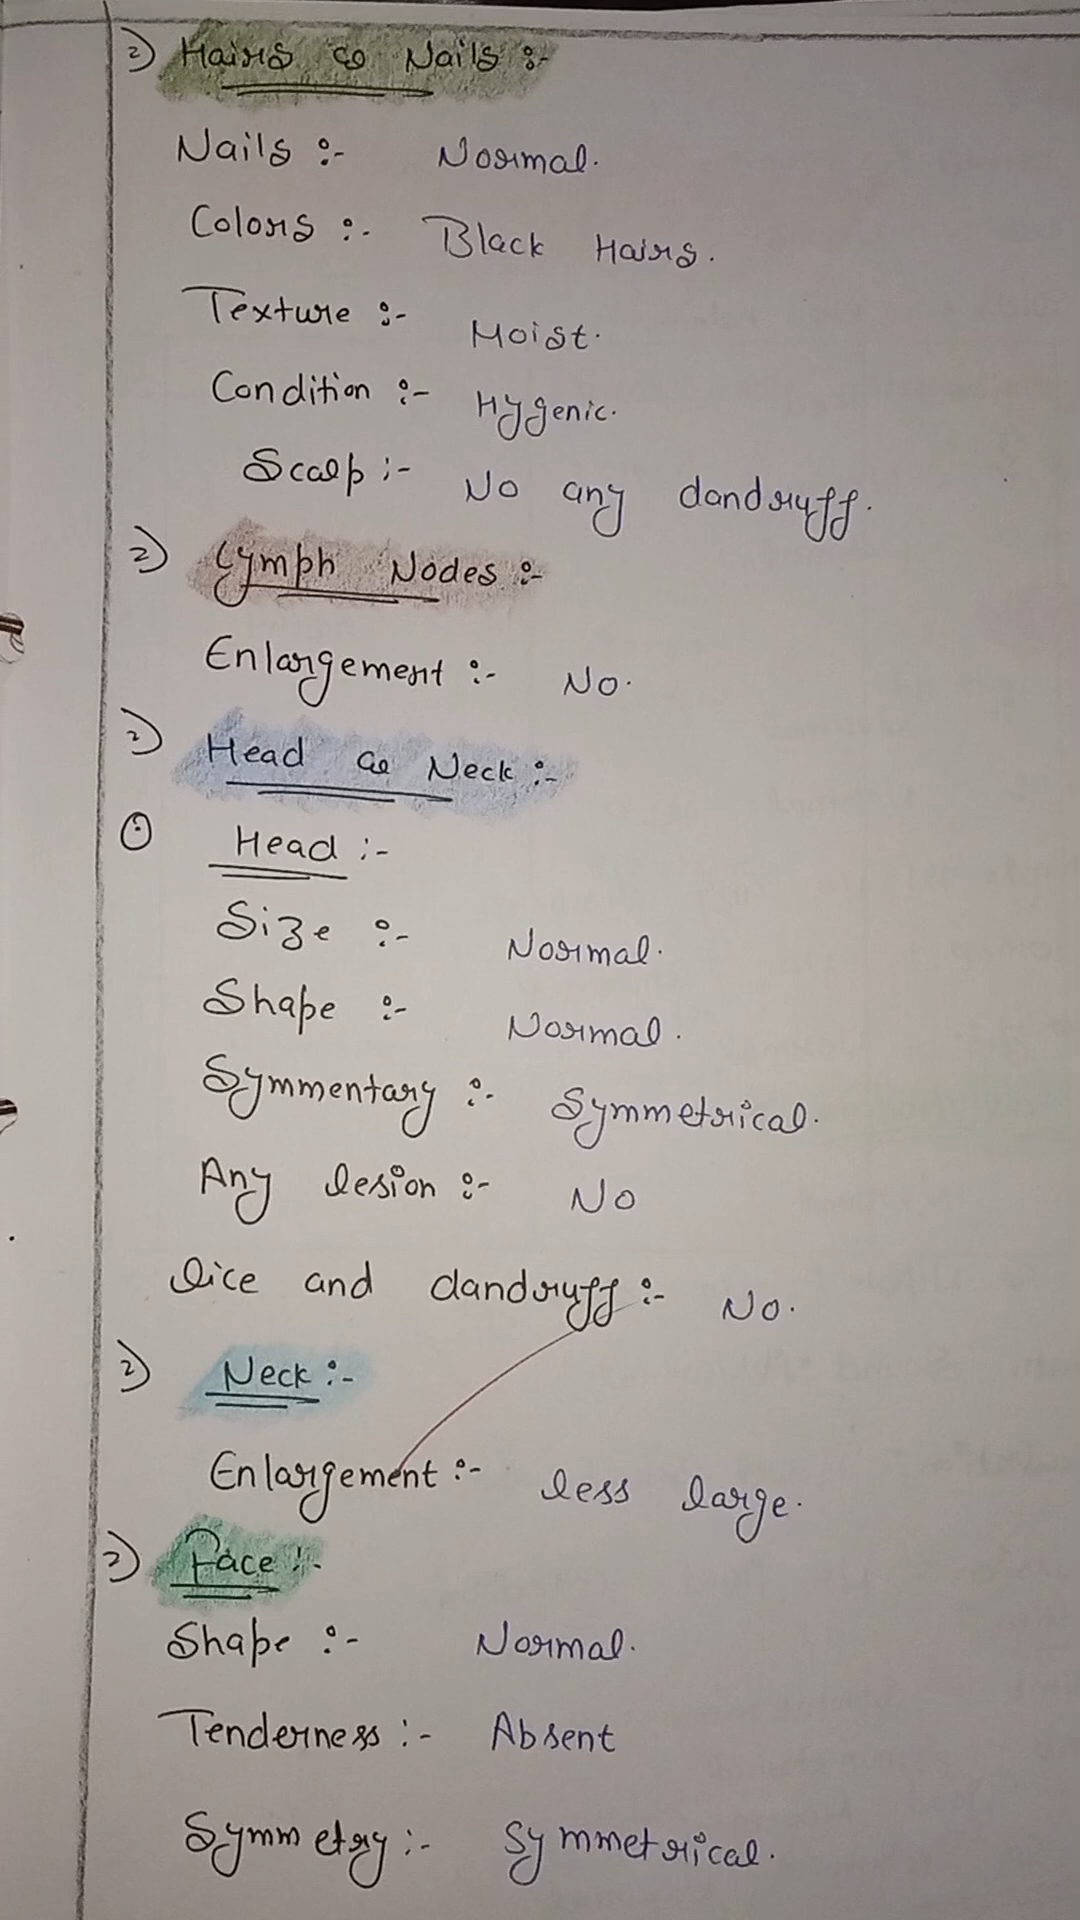 2) Hairs & Nails :-
Nails :- Normal.
Colors :- Black Hairs.
Texture :- Moist.
Condition :- Hygenic.
Scalp :- No any dandruff.
2) Lymph Nodes :-
Enlargement :- No.
2) Head & Neck :-
Head :-
Size :- Normal.
Shape :- Normal.
Symmentary :- Symmetrical.
Any lesion :- No
lice and dandruff :- No.
2) Neck :-
Enlargement :- less large.
2) Face :-
Shape :- Normal.
Tenderness :- Absent
Symmetry :- Symmetrical.